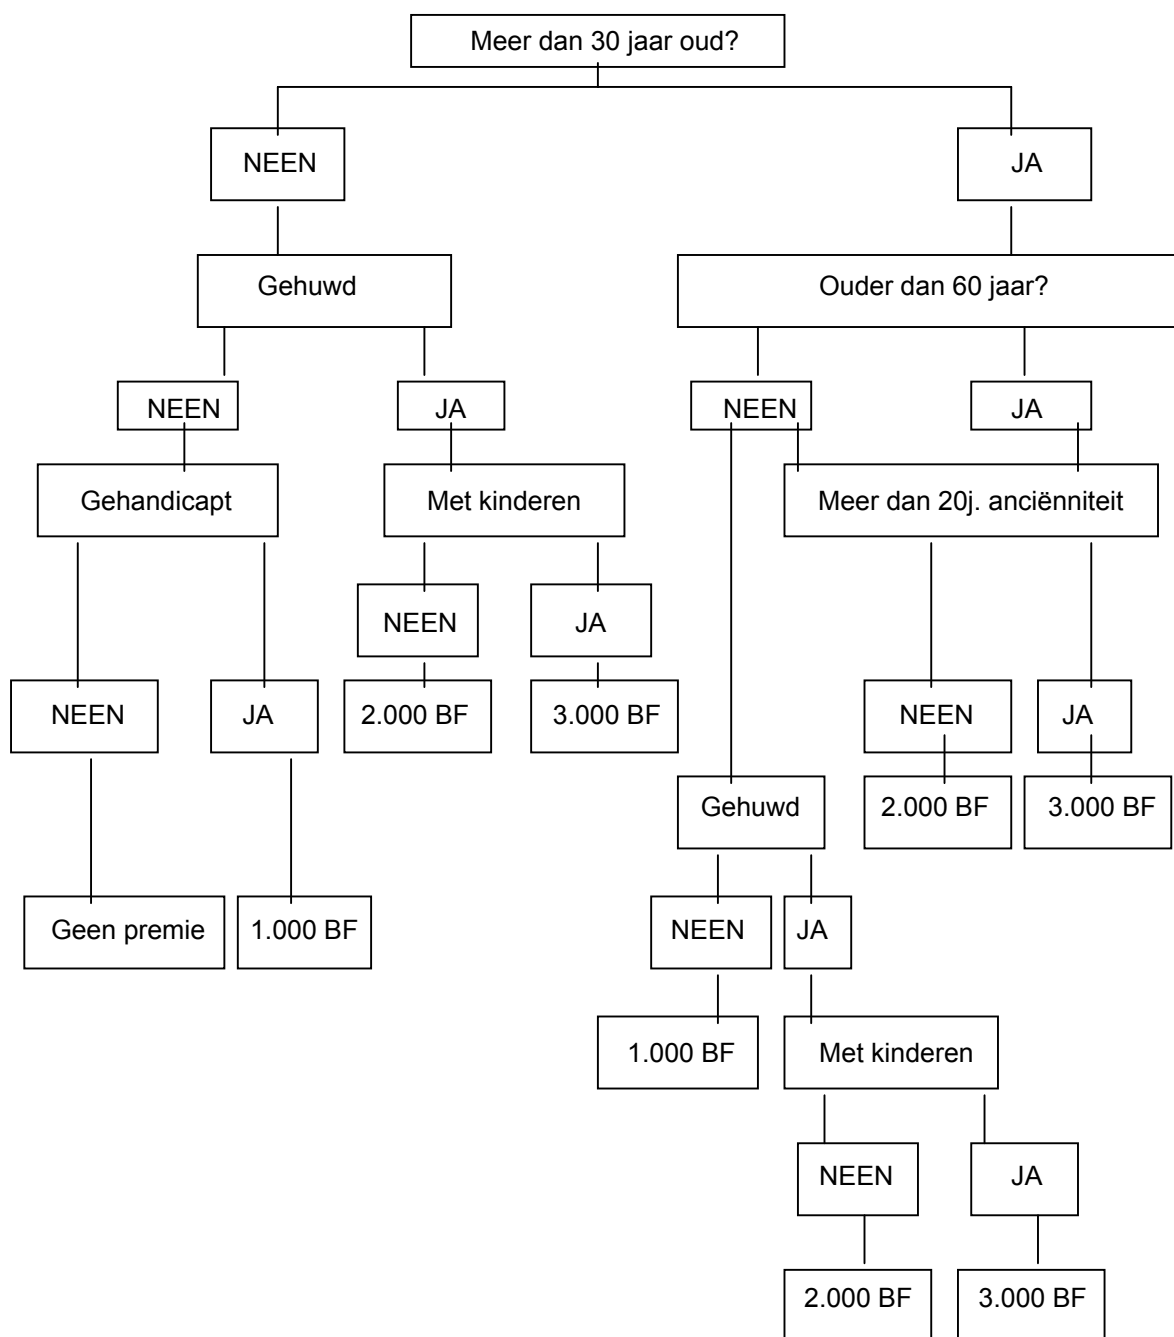 Meer dan 30 jaar oud?
NEEN
JA
Gehuwd
Ouder dan 60 jaar?
NEEN
JA
NEEN
JA
Gehandicapt
Met kinderen
Meer dan 20j. anciënniteit
NEEN
JA
NEEN
JA
2.000 BF
3.000 BF
NEEN
JA
Gehuwd
2.000 BF
3.000 BF
Geen premie
1.000 BF
NEEN
JA
1.000 BF
Met kinderen
NEEN
JA
2.000 BF
3.000 BF